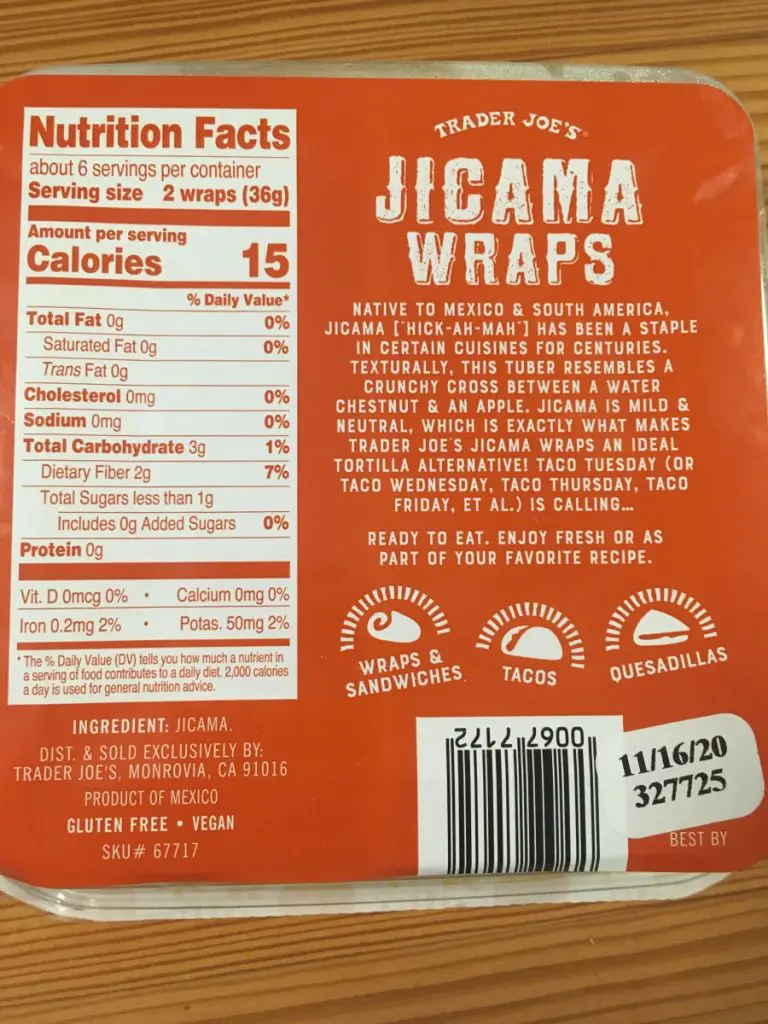 Nutrition Facts
about 6 servings per container
Serving size 2 wraps (36g)
Amount per serving
Calories 15
% Daily Value*
Total Fat 0g 0%
Saturated Fat 0g 0%
Trans Fat 0g
Cholesterol 0mg 0%
Sodium 0mg 0%
Total Carbohydrate 3g 1%
Dietary Fiber 2g 7%
Total Sugars less than 1g
Includes 0g Added Sugars 0%
Protein 0g
Vit. D 0mcg 0% • Calcium 0mg 0%
Iron 0.2mg 2% • Potas. 50mg 2%
* The % Daily Value (DV) tells you how much a nutrient in
a serving of food contributes to a daily diet. 2,000 calories
a day is used for general nutrition advice.
INGREDIENT: JICAMA.
DIST. & SOLD EXCLUSIVELY BY:
TRADER JOE'S, MONROVIA, CA 91016
PRODUCT OF MEXICO
GLUTEN FREE • VEGAN
SKU# 67717
TRADER JOE'S®
JICAMA
WRAPS
NATIVE TO MEXICO & SOUTH AMERICA,
JICAMA ["HICK-AH-MAH"] HAS BEEN A STAPLE
IN CERTAIN CUISINES FOR CENTURIES.
TEXTURALLY, THIS TUBER RESEMBLES A
CRUNCHY CROSS BETWEEN A WATER
CHESTNUT & AN APPLE. JICAMA IS MILD &
NEUTRAL, WHICH IS EXACTLY WHAT MAKES
TRADER JOE'S JICAMA WRAPS AN IDEAL
TORTILLA ALTERNATIVE! TACO TUESDAY (OR
TACO WEDNESDAY, TACO THURSDAY, TACO
FRIDAY, ET AL.) IS CALLING...
READY TO EAT. ENJOY FRESH OR AS
PART OF YOUR FAVORITE RECIPE.
WRAPS &
SANDWICHES
TACOS
QUESADILLAS
0067 7172
11/16/20
327725
BEST BY